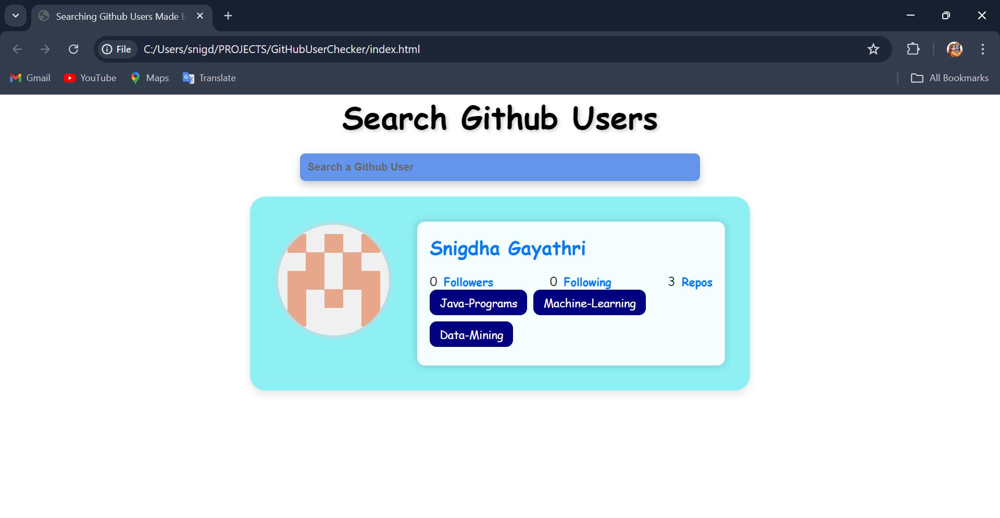 Searching Github Users Made E
File C:/Users/snigd/PROJECTS/GitHubUserChecker/index.html
Gmail YouTube Maps Translate All Bookmarks
Search Github Users
Search a Github User
Snigdha Gayathri
0 Followers 0 Following 3 Repos
Java-Programs Machine-Learning
Data-Mining